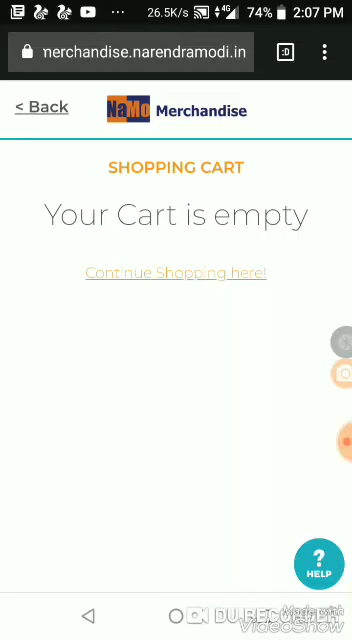 26.5K/s 4G 74% 2:07 PM
merchandise.narendramodi.in :D
< Back NaMo Merchandise
SHOPPING CART
Your Cart is empty
Continue Shopping here!
?
HELP
DU RECORDER
Made with
VideoShow